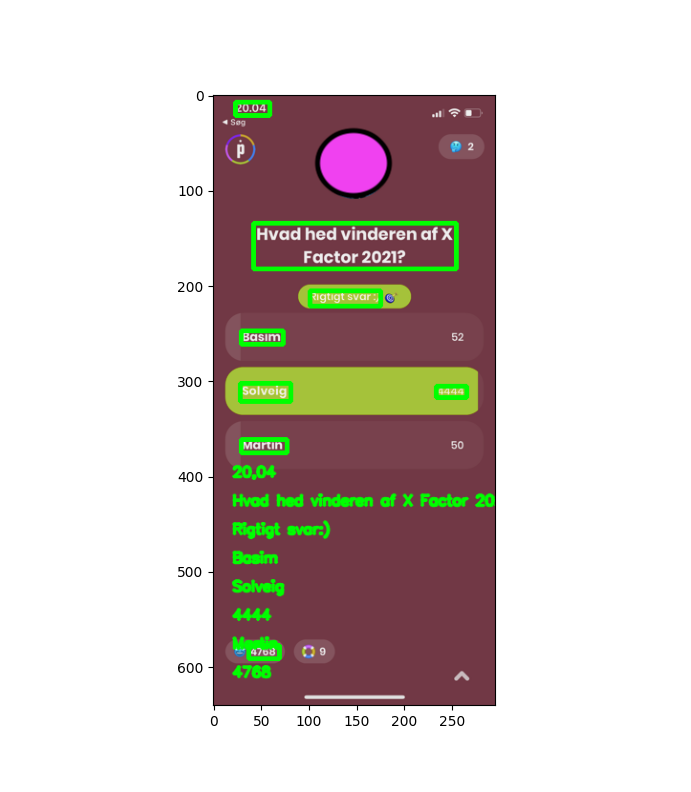 0
100
200
300
400
500
600
0 50 100 150 200 250
20.04
◄ Søg
ṗ
2
Hvad hed vinderen af X
Factor 2021?
Rigtigt svar:)
Basim 52
Solveig 4444
Martin 50
20,04
Hvad hed vinderen af X Factor 20
Rigtigt svar:)
Basim
Solveig
4444
Martin
4768 9
4768